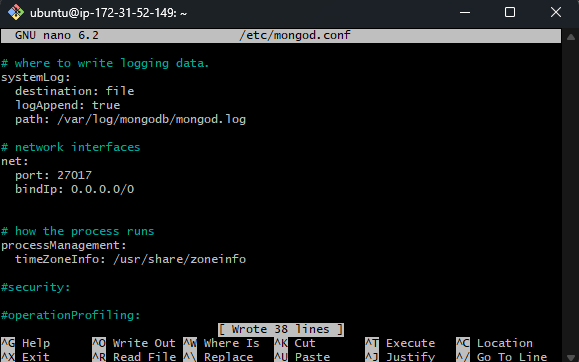 ubuntu@ip-172-31-52-149: ~
GNU nano 6.2 /etc/mongod.conf
# where to write logging data.
systemLog:
  destination: file
  logAppend: true
  path: /var/log/mongodb/mongod.log
# network interfaces
net:
  port: 27017
  bindIp: 0.0.0.0/0
# how the process runs
processManagement:
  timeZoneInfo: /usr/share/zoneinfo
#security:
#operationProfiling:
[ Wrote 38 lines ]
^G Help ^O Write Out ^W Where Is ^K Cut ^T Execute ^C Location
^X Exit ^R Read File ^\ Replace ^U Paste ^J Justify ^/ Go To Line